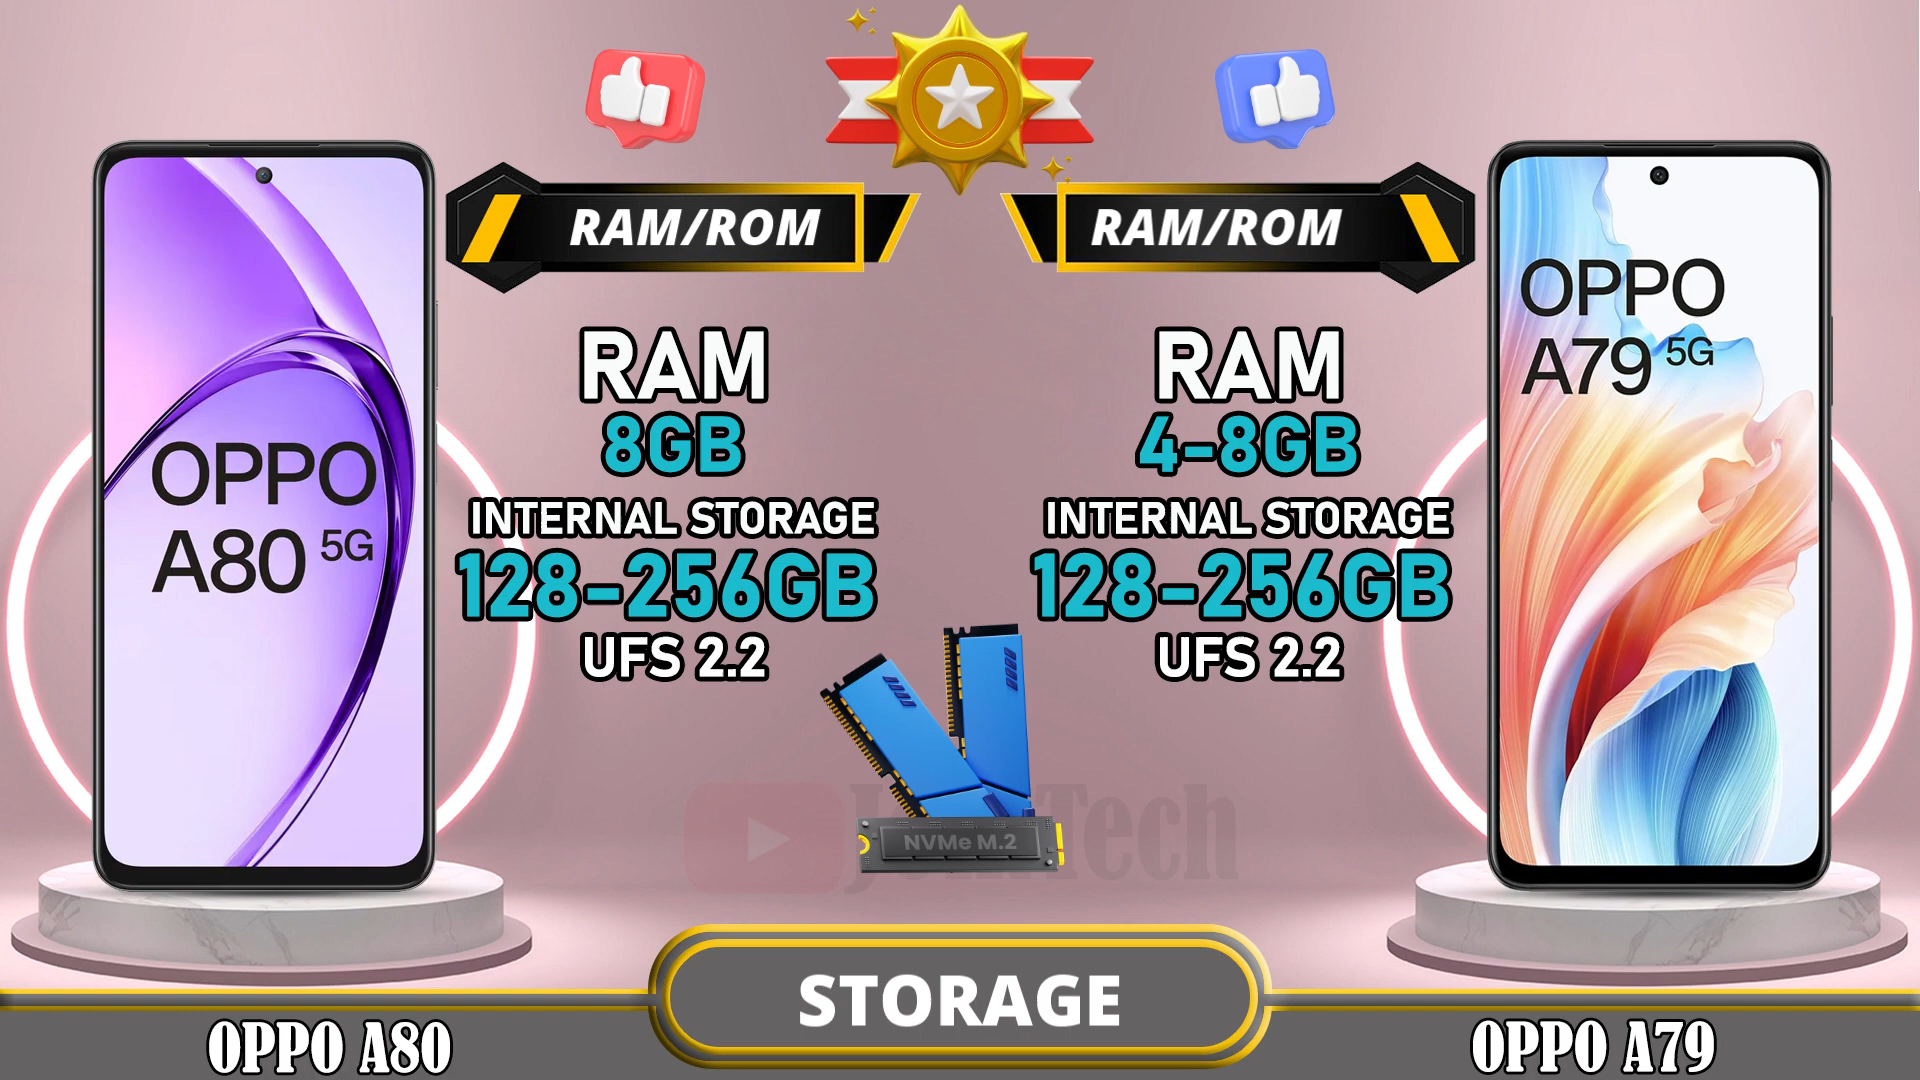 RAM/ROM
RAM/ROM
OPPO
A80 5G
RAM
8GB
INTERNAL STORAGE
128-256GB
UFS 2.2
RAM
4-8GB
INTERNAL STORAGE
128-256GB
UFS 2.2
OPPO
A79 5G
NVMe M.2
Tech
STORAGE
OPPO A80
OPPO A79